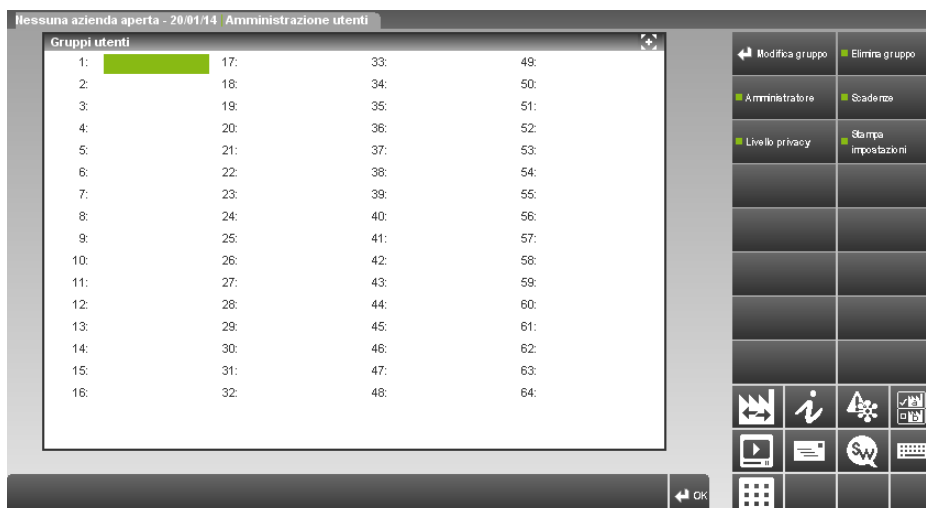 Nessuna azienda aperta - 20/01/14 Amministrazione utenti
Gruppi utenti
1: 17: 33: 49:
2: 18: 34: 50:
3: 19: 35: 51:
4: 20: 36: 52:
5: 21: 37: 53:
6: 22: 38: 54:
7: 23: 39: 55:
8: 24: 40: 56:
9: 25: 41: 57:
10: 26: 42: 58:
11: 27: 43: 59:
12: 28: 44: 60:
13: 29: 45: 61:
14: 30: 46: 62:
15: 31: 47: 63:
16: 32: 48: 64:
Modifica gruppo
Elimina gruppo
Amministratore
Scadenze
Livello privacy
Stampa
impostazioni
i
SW
OK